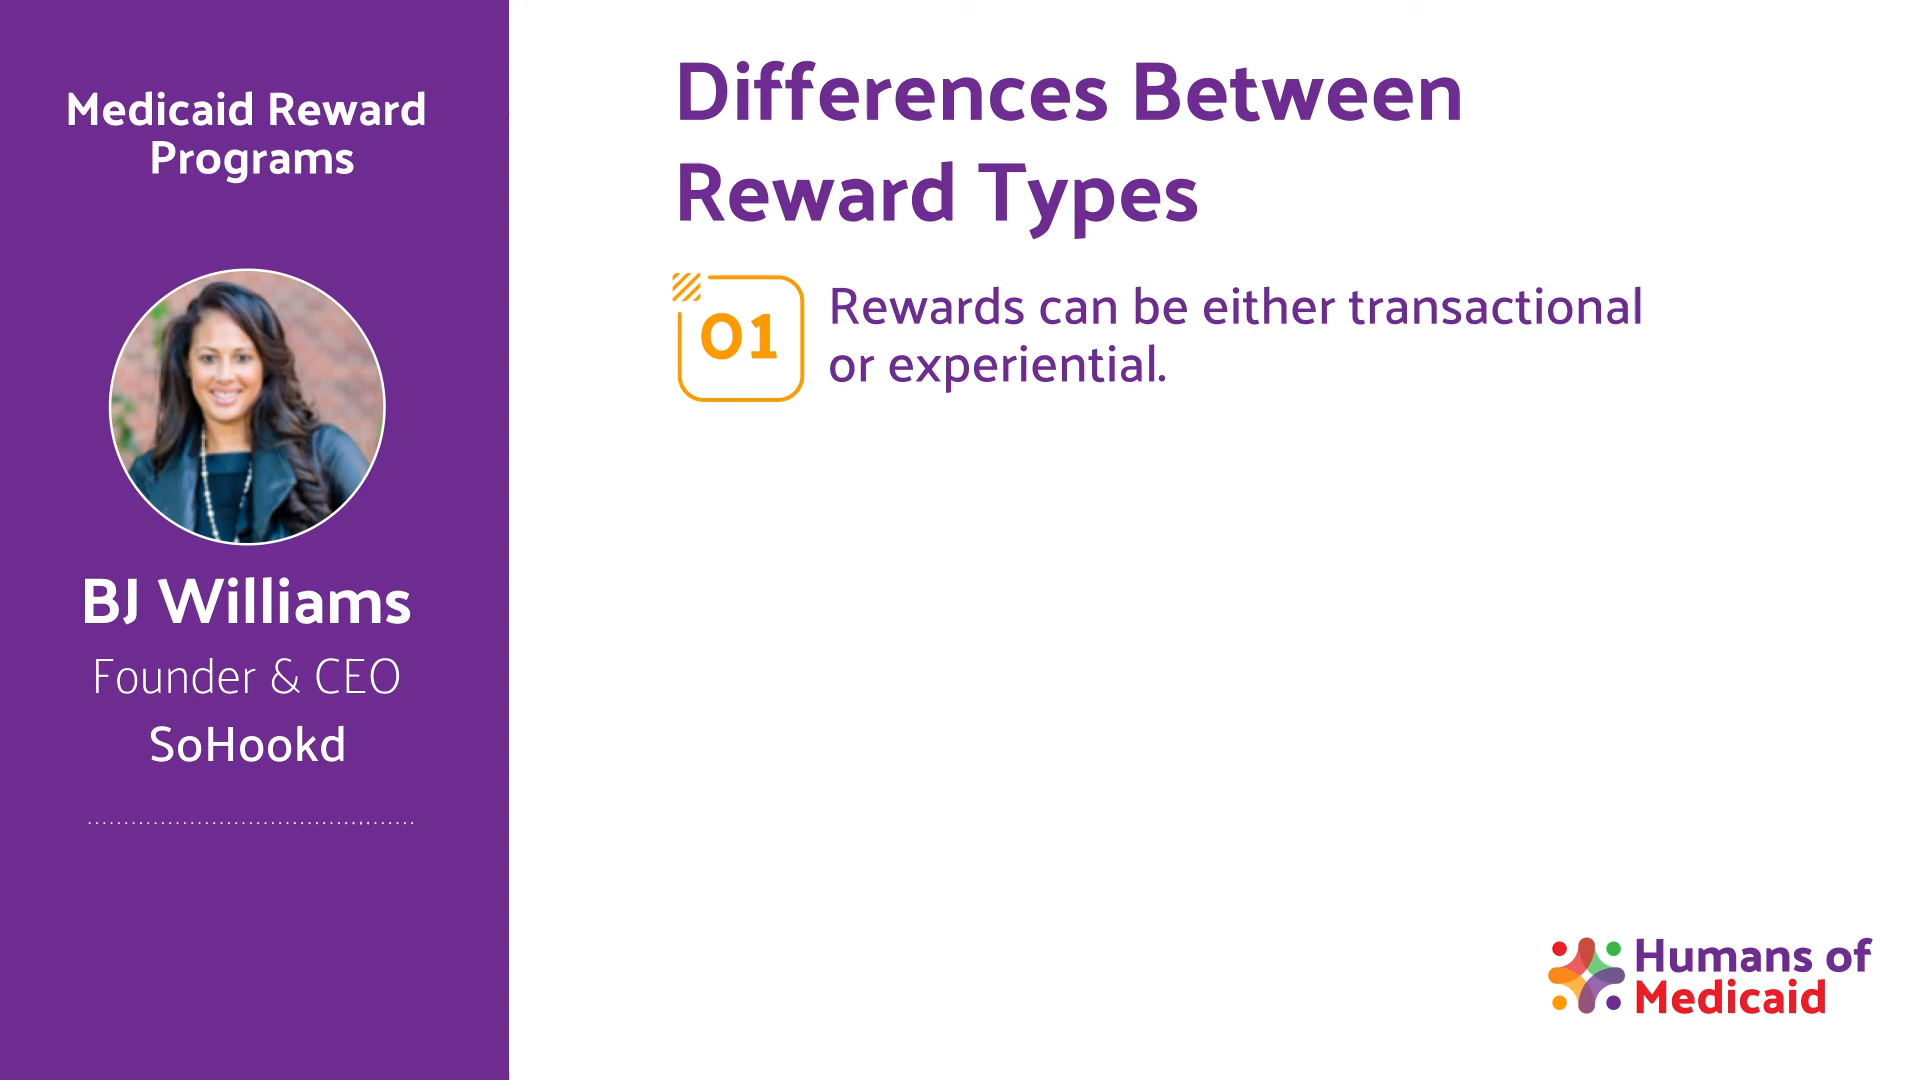 Medicaid Reward
Programs
BJ Williams
Founder & CEO
SoHookd
Differences Between
Reward Types
01
Rewards can be either transactional
or experiential.
Humans of
Medicaid